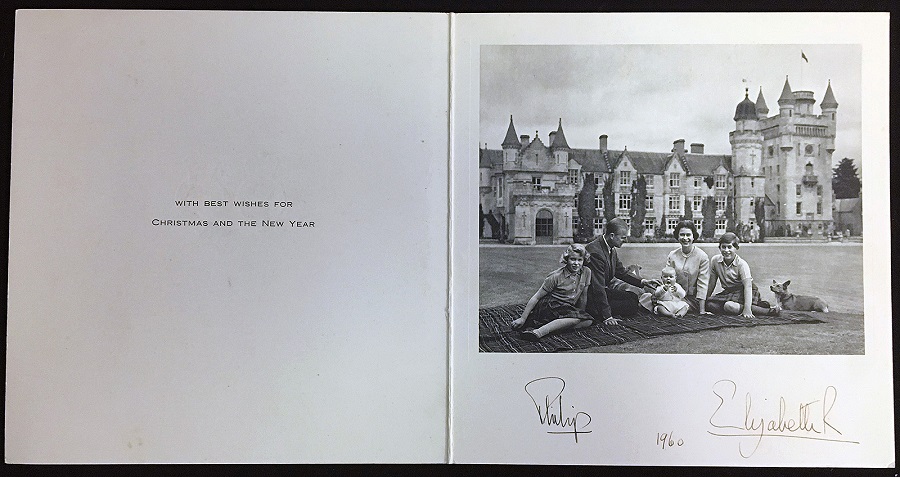 WITH BEST WISHES FOR
CHRISTMAS AND THE NEW YEAR
Philip
1960
Elizabeth R